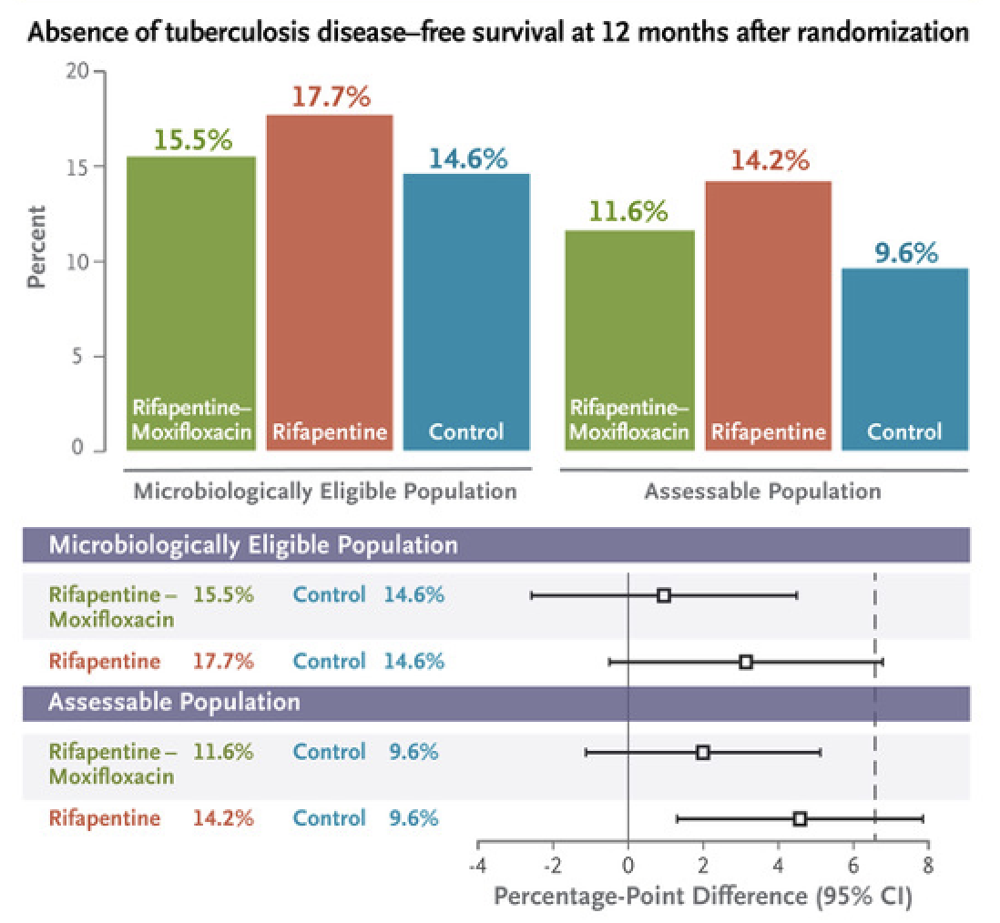 Absence of tuberculosis disease–free survival at 12 months after randomization
Percent
20
15
10
5
0
15.5%
17.7%
14.6%
11.6%
14.2%
9.6%
Rifapentine–
Moxifloxacin
Rifapentine
Control
Rifapentine–
Moxifloxacin
Rifapentine
Control
Microbiologically Eligible Population
Assessable Population
Microbiologically Eligible Population
Rifapentine – 15.5% Control 14.6%
Moxifloxacin
Rifapentine 17.7% Control 14.6%
Assessable Population
Rifapentine – 11.6% Control 9.6%
Moxifloxacin
Rifapentine 14.2% Control 9.6%
-4 -2 0 2 4 6 8
Percentage-Point Difference (95% CI)